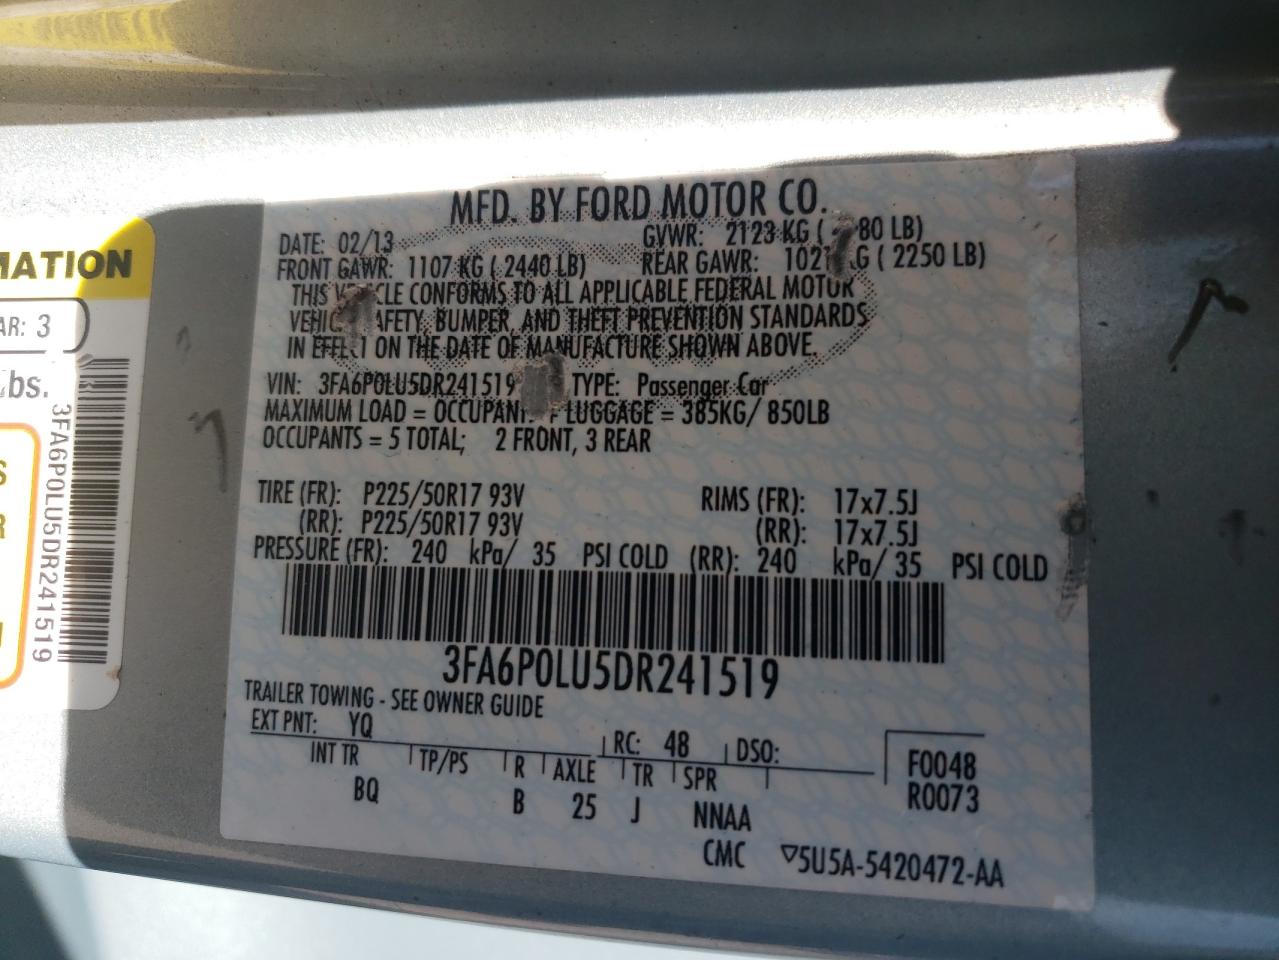 MATION
AR: 3
lbs.
3FA6P0LU5DR241519
S
R
MFD. BY FORD MOTOR CO.
DATE: 02/13 GVWR: 2123 KG ( 80 LB)
FRONT GAWR: 1107 KG ( 2440 LB) REAR GAWR: 102 G ( 2250 LB)
THIS CONFORMS TO ALL APPLICABLE FEDERAL MOTOR
BUMPER, AND THEFT PREVENTION STANDARDS
IN ON THE DATE OF MANUFACTURE SHOWN ABOVE.
VIN: 3FA6P0LU5DR241519 TYPE: Passenger Car
MAXIMUM LOAD = LUGGAGE = 385KG/ 850LB
OCCUPANTS = 5 TOTAL; 2 FRONT, 3 REAR
TIRE (FR): P225/50R17 93V RIMS (FR): 17x7.5J
(RR): P225/50R17 93V (RR): 17x7.5J
PRESSURE (FR): 240 kPa/ 35 PSI COLD (RR): 240 kPa/ 35 PSI COLD
3FA6P0LU5DR241519
TRAILER TOWING - SEE OWNER GUIDE
EXT PNT: YQ RC: 48 DSO:
INT TR TP/PS R AXLE TR SPR F0048
BQ B 25 J NNAA R0073
CMC ▽5U5A-5420472-AA